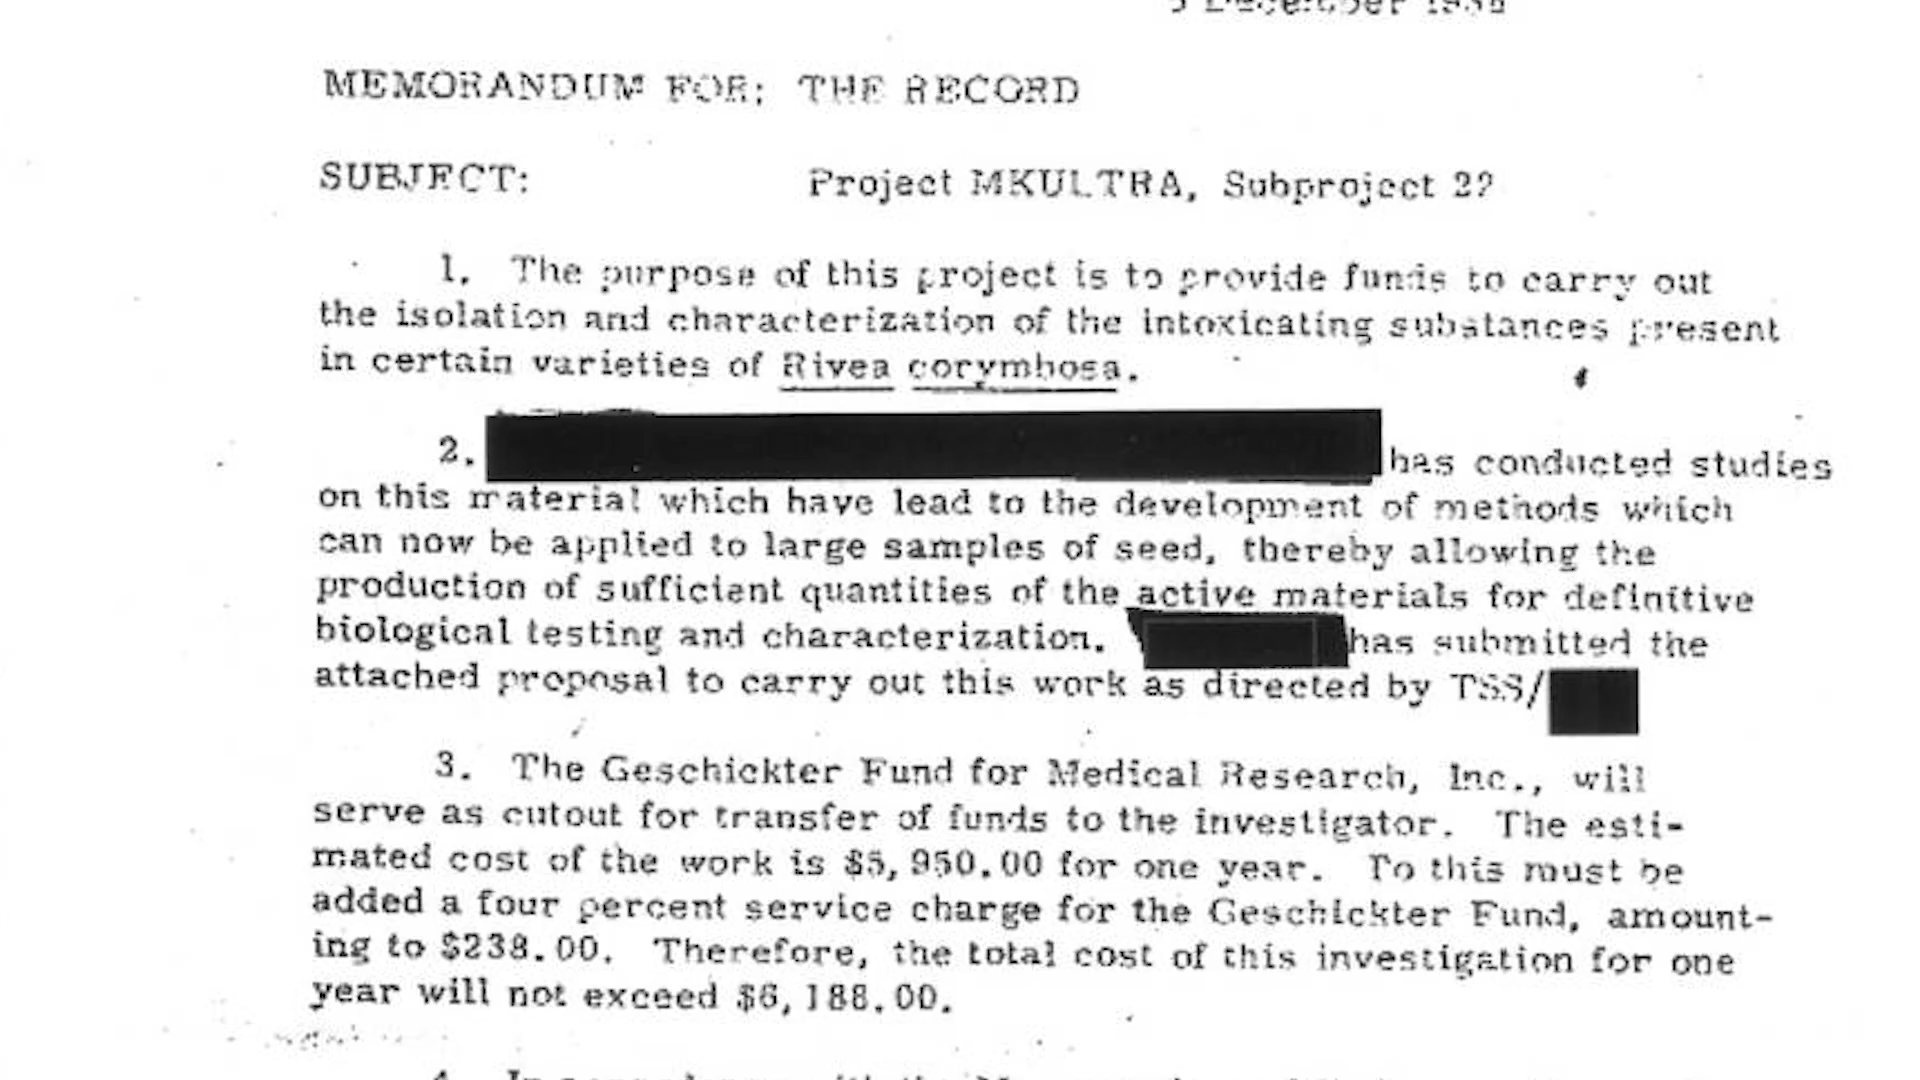 December
MEMORANDUM FOR: THE RECORD
SUBJECT: Project MKULTRA, Subproject 22
1. The purpose of this project is to provide funds to carry out
the isolation and characterization of the intoxicating substances present
in certain varieties of Rivea corymbosa.
2. has conducted studies
on this material which have lead to the development of methods which
can now be applied to large samples of seed, thereby allowing the
production of sufficient quantities of the active materials for definitive
biological testing and characterization. has submitted the
attached proposal to carry out this work as directed by TSS/
3. The Geschickter Fund for Medical Research, Inc., will
serve as cutout for transfer of funds to the investigator. The esti-
mated cost of the work is $5,950.00 for one year. To this must be
added a four percent service charge for the Geschickter Fund, amount-
ing to $238.00. Therefore, the total cost of this investigation for one
year will not exceed $6,188.00.